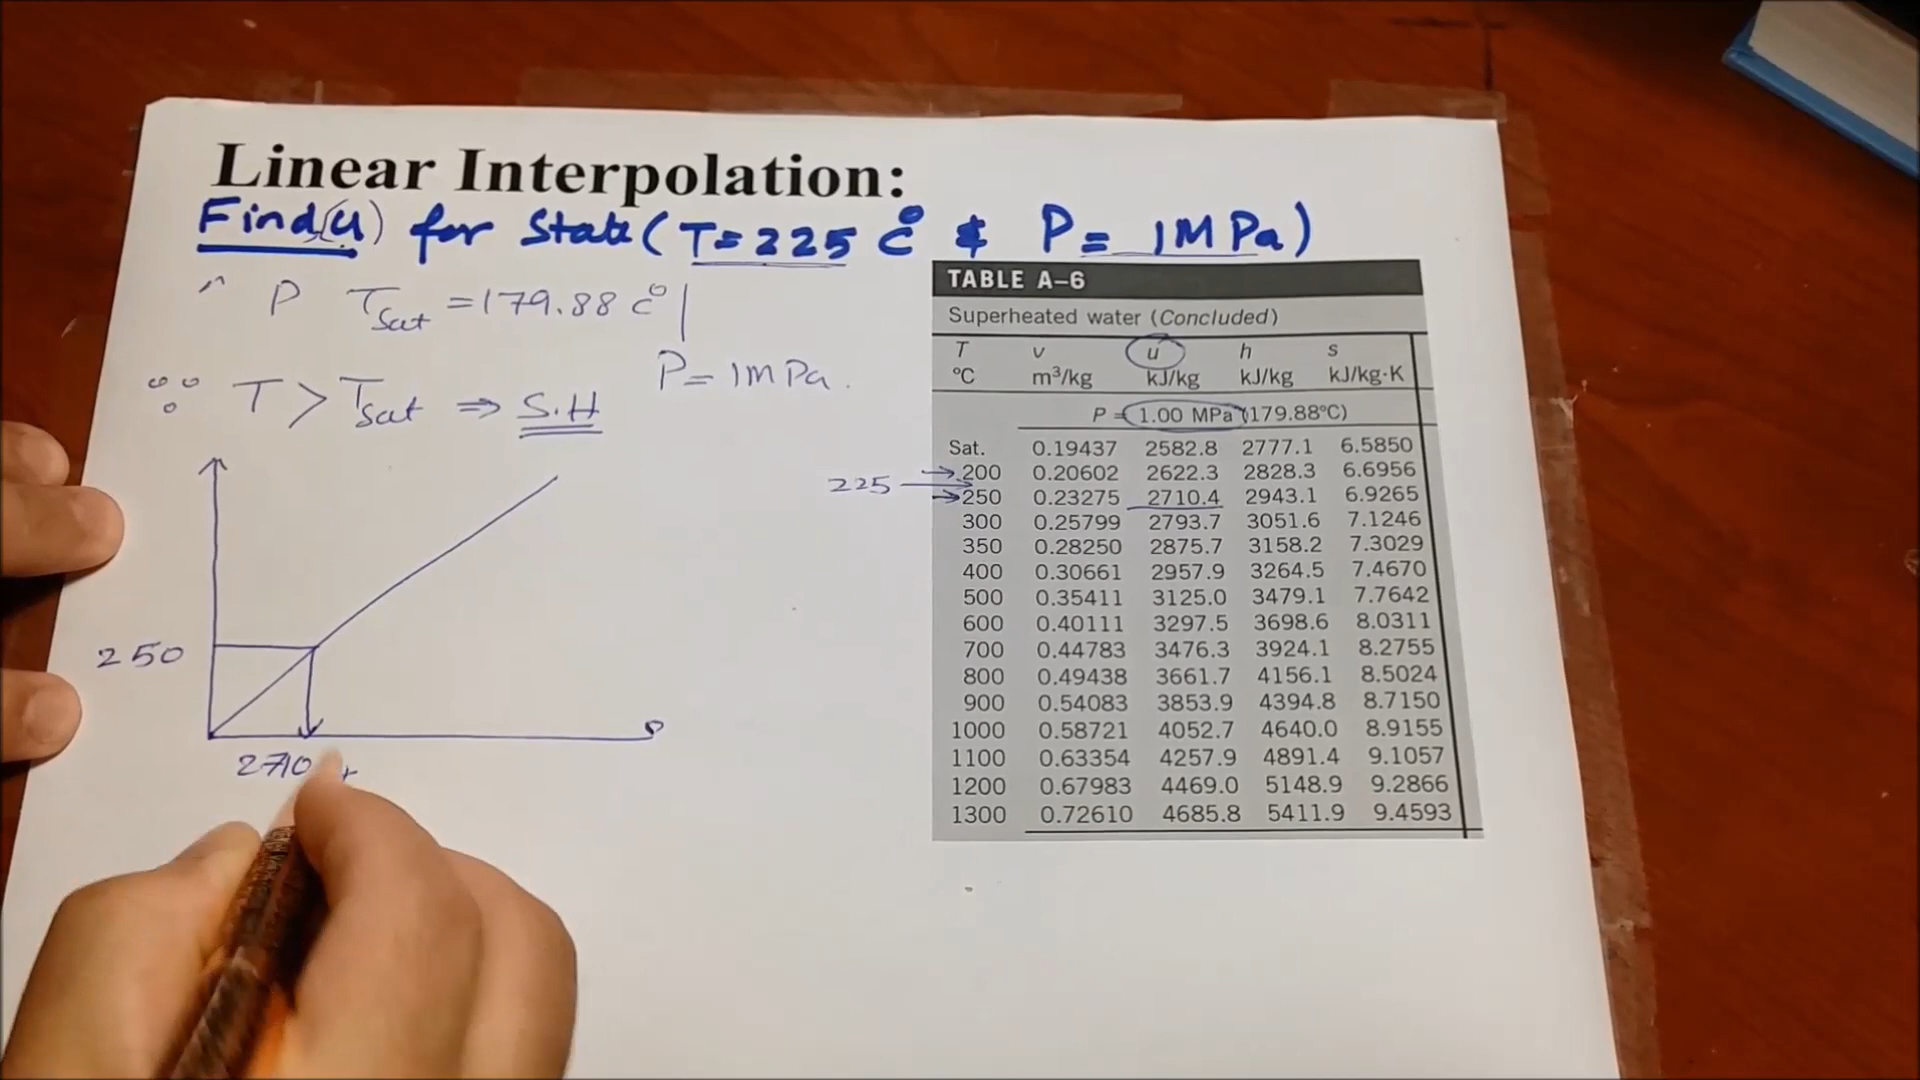 Linear Interpolation:
Find (u) for State ( T= 225 C° & P= 1MPa)
P Tsat =179.88 C° |
P= 1MPa.
T > Tsat ⇒ S.H
250
2710
225
TABLE A–6
Superheated water (Concluded)
T v u h s
°C m³/kg kJ/kg kJ/kg kJ/kg·K
P = 1.00 MPa (179.88°C)
Sat. 0.19437 2582.8 2777.1 6.5850
200 0.20602 2622.3 2828.3 6.6956
250 0.23275 2710.4 2943.1 6.9265
300 0.25799 2793.7 3051.6 7.1246
350 0.28250 2875.7 3158.2 7.3029
400 0.30661 2957.9 3264.5 7.4670
500 0.35411 3125.0 3479.1 7.7642
600 0.40111 3297.5 3698.6 8.0311
700 0.44783 3476.3 3924.1 8.2755
800 0.49438 3661.7 4156.1 8.5024
900 0.54083 3853.9 4394.8 8.7150
1000 0.58721 4052.7 4640.0 8.9155
1100 0.63354 4257.9 4891.4 9.1057
1200 0.67983 4469.0 5148.9 9.2866
1300 0.72610 4685.8 5411.9 9.4593